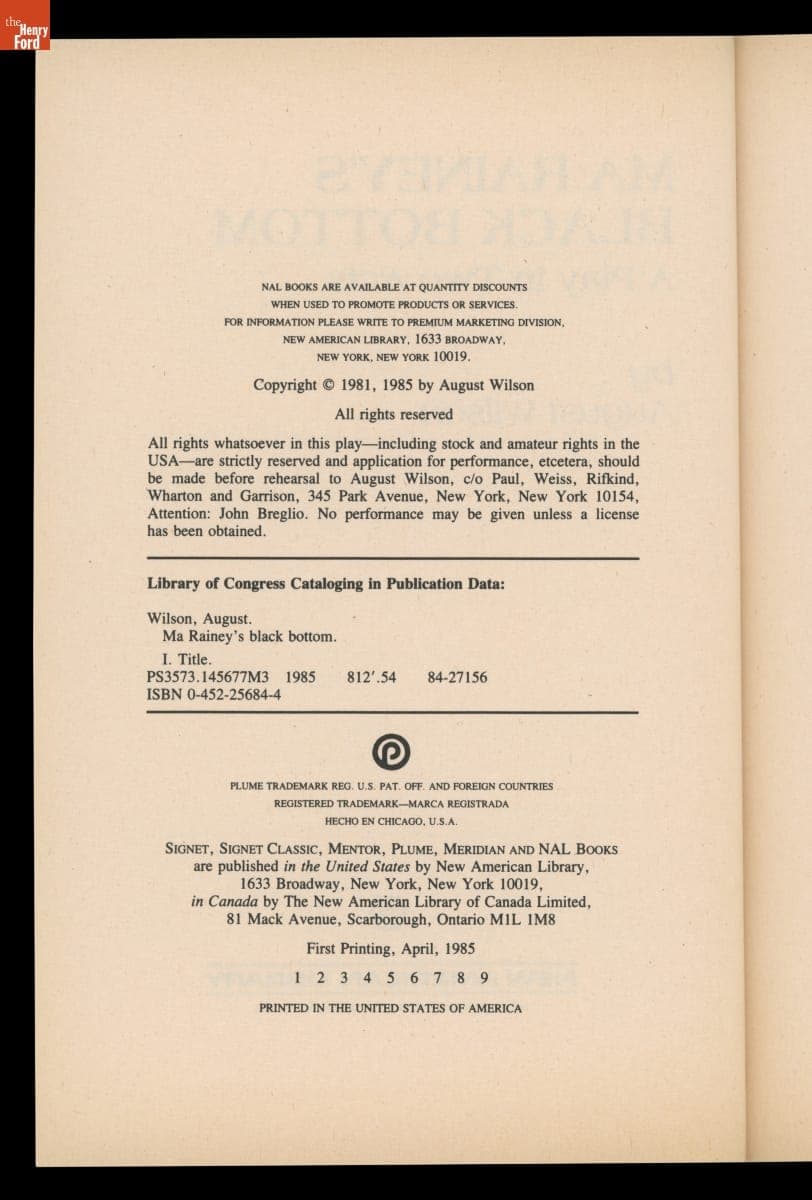 the
Henry
Ford
NAL BOOKS ARE AVAILABLE AT QUANTITY DISCOUNTS
WHEN USED TO PROMOTE PRODUCTS OR SERVICES.
FOR INFORMATION PLEASE WRITE TO PREMIUM MARKETING DIVISION,
NEW AMERICAN LIBRARY, 1633 BROADWAY,
NEW YORK, NEW YORK 10019.
Copyright © 1981, 1985 by August Wilson
All rights reserved
All rights whatsoever in this play—including stock and amateur rights in the
USA—are strictly reserved and application for performance, etcetera, should
be made before rehearsal to August Wilson, c/o Paul, Weiss, Rifkind,
Wharton and Garrison, 345 Park Avenue, New York, New York 10154,
Attention: John Breglio. No performance may be given unless a license
has been obtained.
Library of Congress Cataloging in Publication Data:
Wilson, August.
Ma Rainey's black bottom.
I. Title.
PS3573.145677M3 1985 812'.54 84-27156
ISBN 0-452-25684-4
PLUME TRADEMARK REG. U.S. PAT. OFF. AND FOREIGN COUNTRIES
REGISTERED TRADEMARK—MARCA REGISTRADA
HECHO EN CHICAGO, U.S.A.
SIGNET, SIGNET CLASSIC, MENTOR, PLUME, MERIDIAN AND NAL BOOKS
are published in the United States by New American Library,
1633 Broadway, New York, New York 10019,
in Canada by The New American Library of Canada Limited,
81 Mack Avenue, Scarborough, Ontario M1L 1M8
First Printing, April, 1985
1 2 3 4 5 6 7 8 9
PRINTED IN THE UNITED STATES OF AMERICA